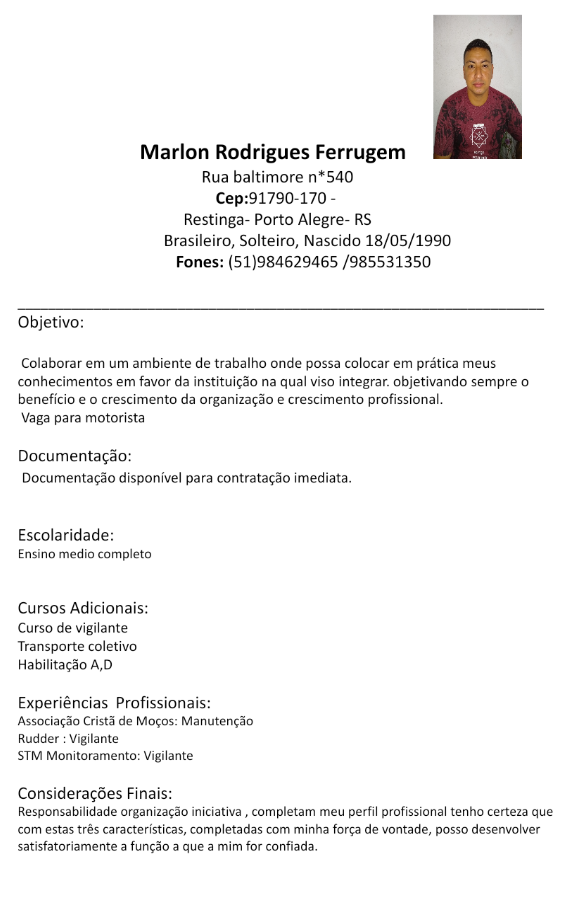 Marlon Rodrigues Ferrugem
Rua baltimore n*540
Cep:91790-170 -
Restinga- Porto Alegre- RS
Brasileiro, Solteiro, Nascido 18/05/1990
Fones: (51)984629465 /985531350
Objetivo:
Colaborar em um ambiente de trabalho onde possa colocar em prática meus
conhecimentos em favor da instituição na qual viso integrar. objetivando sempre o
benefício e o crescimento da organização e crescimento profissional.
Vaga para motorista
Documentação:
Documentação disponível para contratação imediata.
Escolaridade:
Ensino medio completo
Cursos Adicionais:
Curso de vigilante
Transporte coletivo
Habilitação A,D
Experiências Profissionais:
Associação Cristã de Moços: Manutenção
Rudder : Vigilante
STM Monitoramento: Vigilante
Considerações Finais:
Responsabilidade organização iniciativa , completam meu perfil profissional tenho certeza que
com estas três características, completadas com minha força de vontade, posso desenvolver
satisfatoriamente a função a que a mim for confiada.